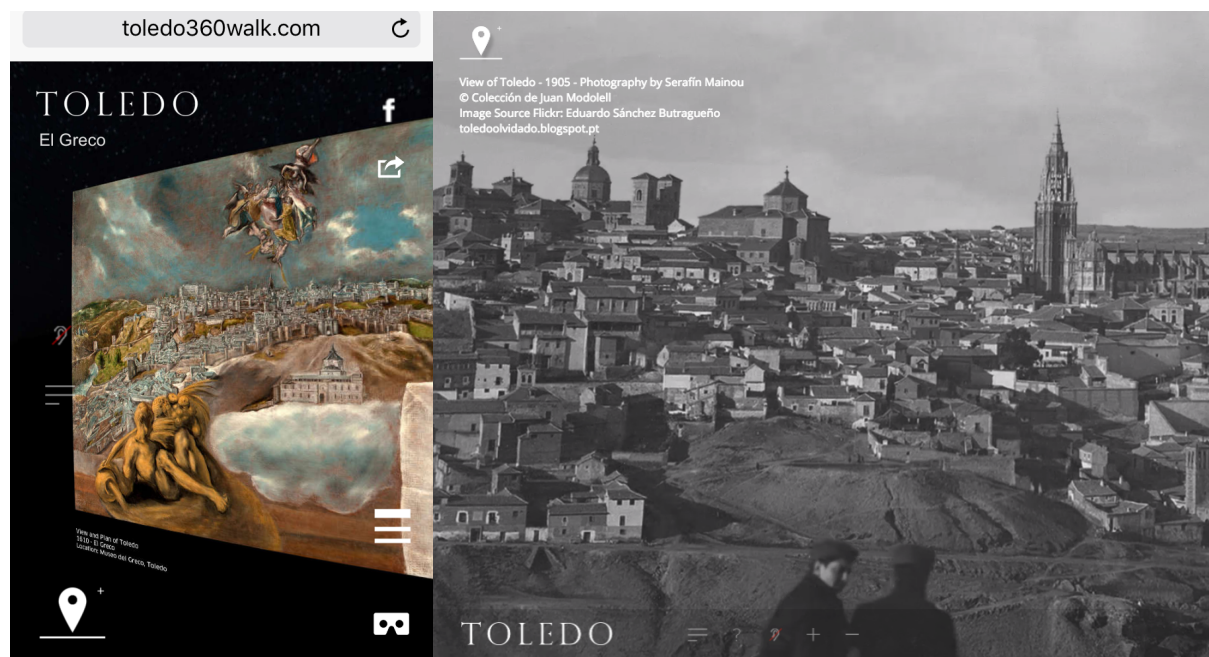 toledo360walk.com
TOLEDO
El Greco
View and Plan of Toledo
1610 - El Greco
Location: Museo del Greco, Toledo
View of Toledo - 1905 - Photography by Serafín Mainou
© Colección de Juan Modolell
Image Source Flickr: Eduardo Sánchez Butragueño
toledoolvidado.blogspot.pt
TOLEDO